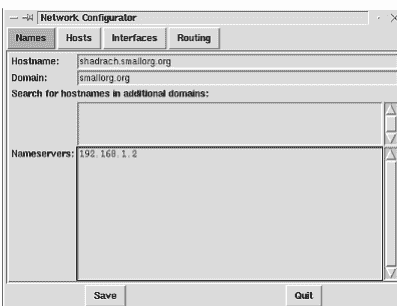 Network Configurator
Names Hosts Interfaces Routing
Hostname: shadrach.smallorg.org
Domain: smallorg.org
Search for hostnames in additional domains:
Nameservers: 192.168.1.2
Save Quit